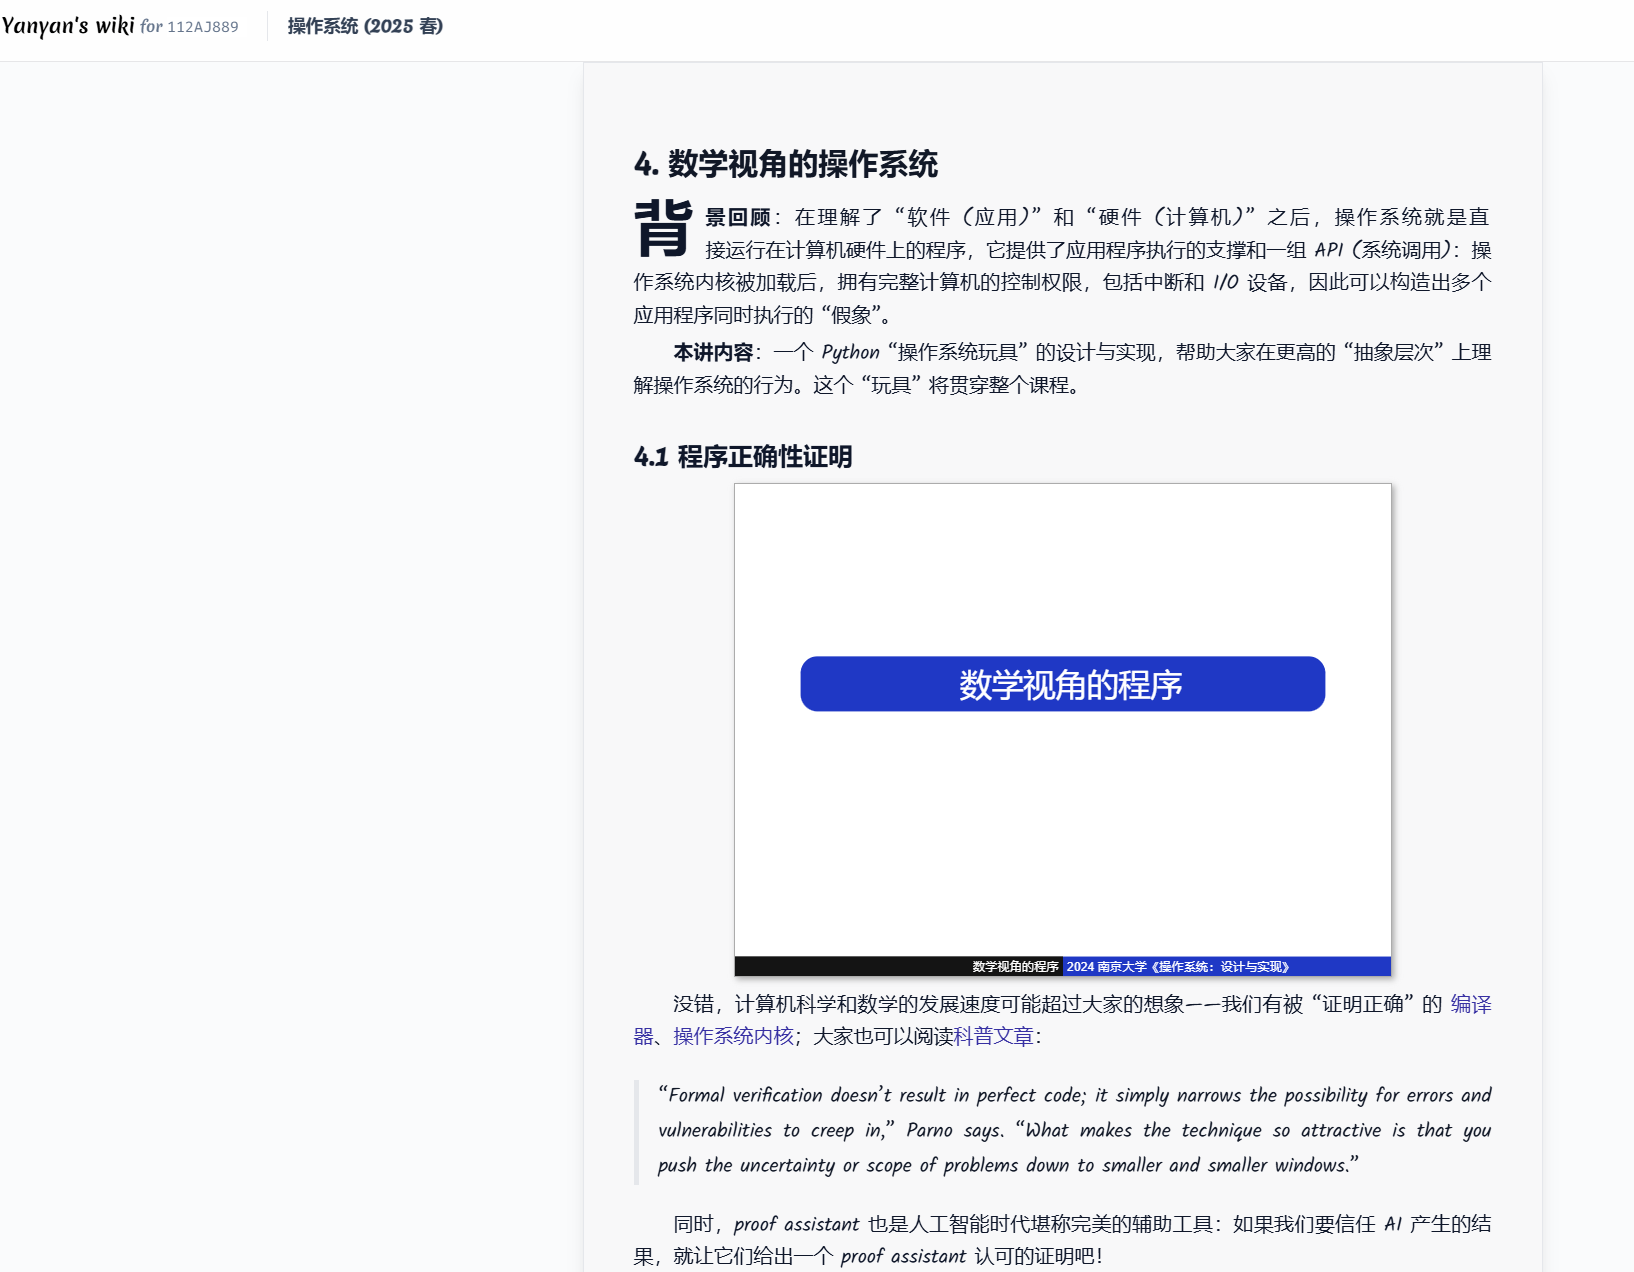 Yanyan's wiki for 112AJ889 操作系统 (2025 春)
4. 数学视角的操作系统
背景回顾：在理解了 “软件 (应用)” 和 “硬件 (计算机)” 之后，操作系统就是直
接运行在计算机硬件上的程序，它提供了应用程序执行的支撑和一组 API (系统调用)：操
作系统内核被加载后，拥有完整计算机的控制权限，包括中断和 I/O 设备，因此可以构造出多个
应用程序同时执行的 “假象”。
本讲内容：一个 Python “操作系统玩具” 的设计与实现，帮助大家在更高的 “抽象层次” 上理
解操作系统的行为。这个 “玩具” 将贯穿整个课程。
4.1 程序正确性证明
数学视角的程序
数学视角的程序 2024 南京大学《操作系统：设计与实现》
没错，计算机科学和数学的发展速度可能超过大家的想象——我们有被 “证明正确” 的 编译
器、操作系统内核；大家也可以阅读科普文章：
“Formal verification doesn’t result in perfect code; it simply narrows the possibility for errors and
vulnerabilities to creep in,” Parno says. “What makes the technique so attractive is that you
push the uncertainty or scope of problems down to smaller and smaller windows.”
同时，proof assistant 也是人工智能时代堪称完美的辅助工具：如果我们要信任 AI 产生的结
果，就让它们给出一个 proof assistant 认可的证明吧！